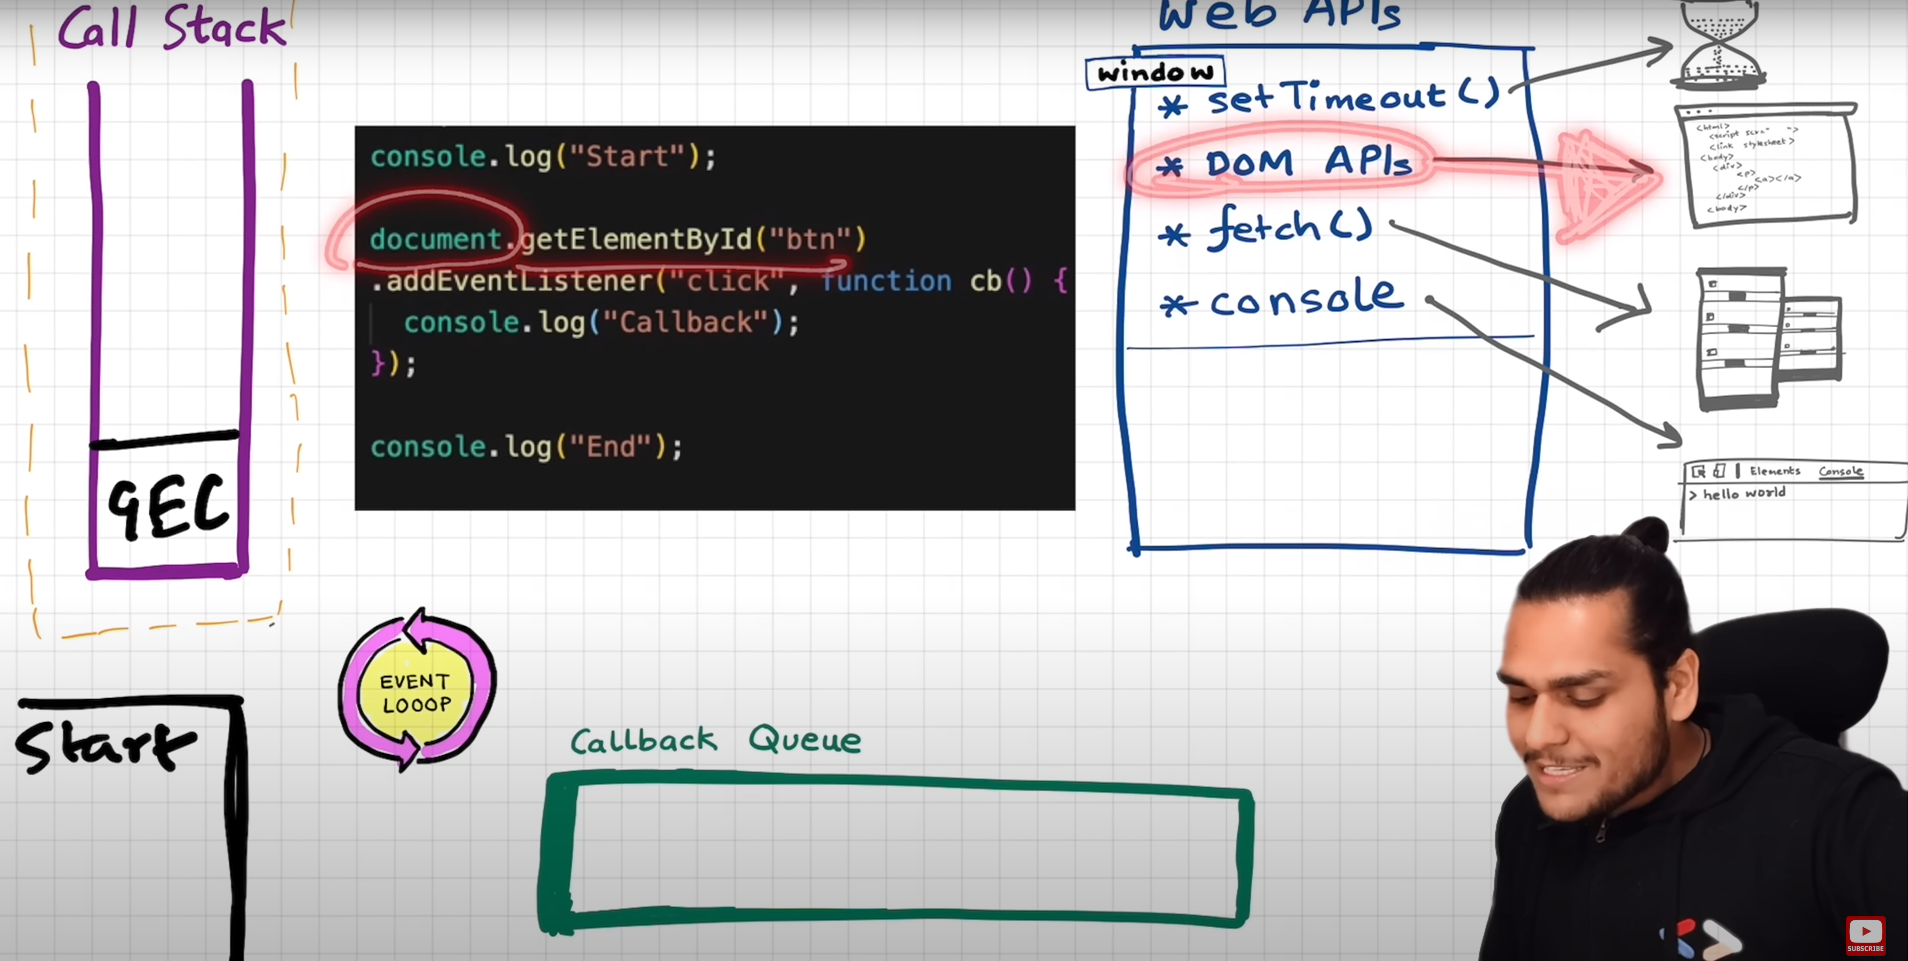 Call Stack
GEC
Start
console.log("Start");
document.getElementById("btn")
.addEventListener("click", function cb() {
console.log("Callback");
});
console.log("End");
EVENT
LOOOP
Callback Queue
Web APIs
window
* setTimeout()
* DOM APIs
* fetch()
* console
<html>
<link stylesheet>
<body>
<div>
<p>
<a></a>
</p>
</div>
<body>
Elements Console
> hello world
SUBSCRIBE